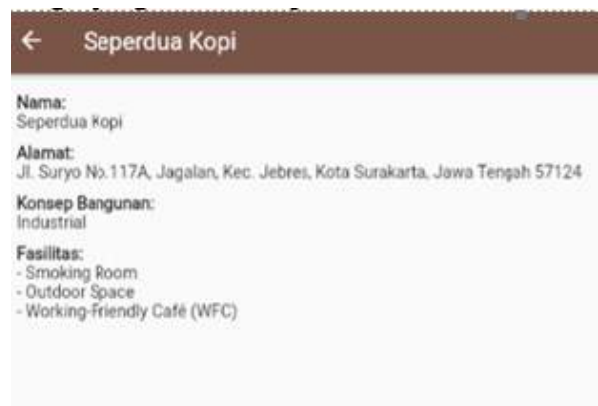 Seperdua Kopi
Nama:
Seperdua Kopi
Alamat:
Jl. Suryo No.117A, Jagalan, Kec. Jebres, Kota Surakarta, Jawa Tengah 57124
Konsep Bangunan:
Industrial
Fasilitas:
- Smoking Room
- Outdoor Space
- Working-Friendly Café (WFC)